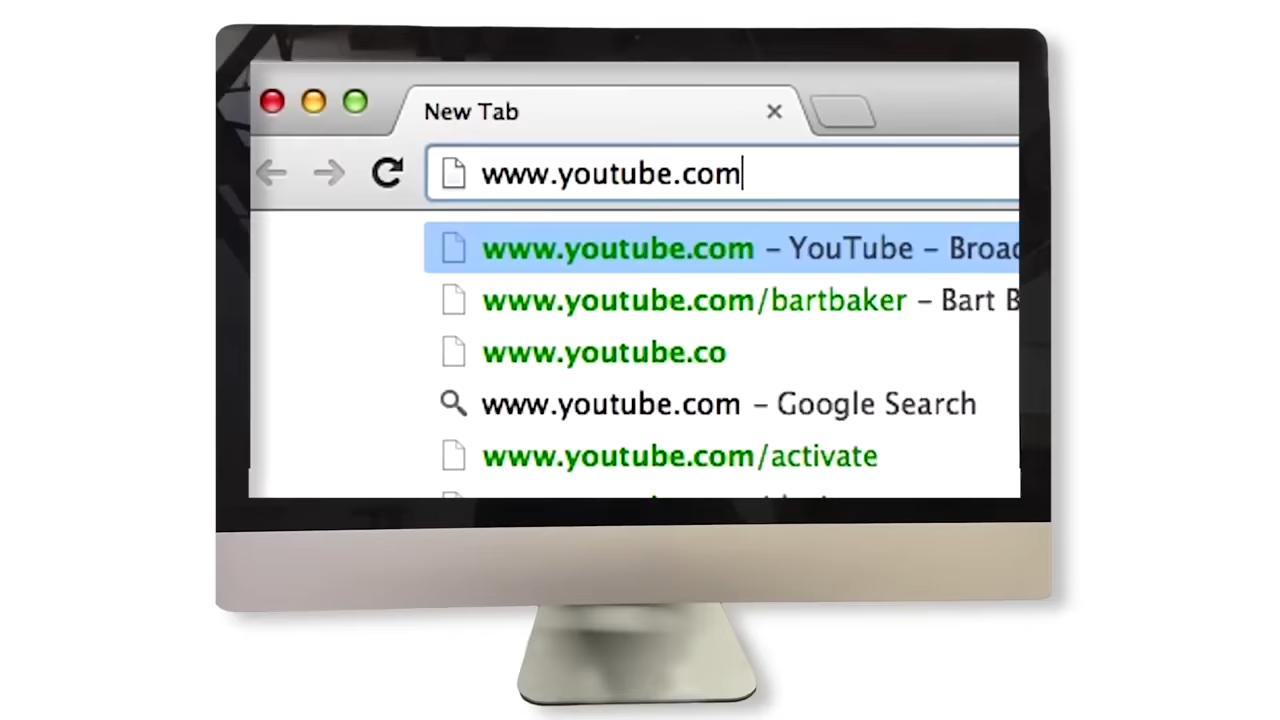 New Tab
www.youtube.com
www.youtube.com – YouTube – Broad
www.youtube.com/bartbaker – Bart B
www.youtube.co
www.youtube.com – Google Search
www.youtube.com/activate